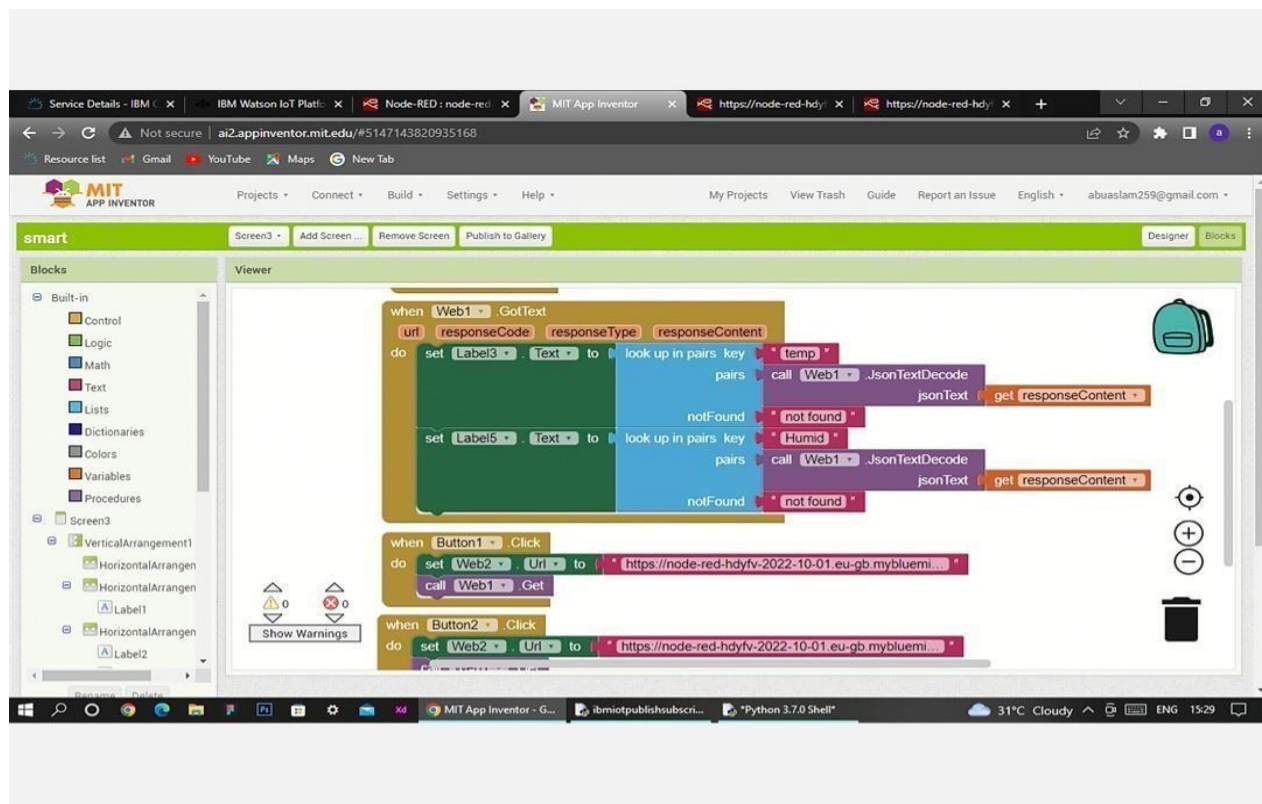 Service Details - IBM C
IBM Watson IoT Platfo
Node-RED : node-red
MIT App Inventor
https://node-red-hdy
https://node-red-hdy
Not secure | ai2.appinventor.mit.edu/#5147143820935168
a
Resource list Gmail YouTube Maps New Tab
MIT
APP INVENTOR
Projects Connect Build Settings Help My Projects View Trash Guide Report an Issue English abuaslam259@gmail.com
smart Screen3 Add Screen ... Remove Screen Publish to Gallery Designer Blocks
Blocks Viewer
Built-in
Control
Logic
Math
Text
Lists
Dictionaries
Colors
Variables
Procedures
Screen3
VerticalArrangement1
HorizontalArrangen
HorizontalArrangen
Label1
HorizontalArrangen
Label2
Rename Delete
when Web1 .GotText
url responseCode responseType responseContent
do set Label3 . Text to look up in pairs key " temp "
pairs call Web1 .JsonTextDecode
jsonText get responseContent
notFound " not found "
set Label5 . Text to look up in pairs key " Humid "
pairs call Web1 .JsonTextDecode
jsonText get responseContent
notFound " not found "
when Button1 .Click
do set Web2 . Url to " https://node-red-hdyfv-2022-10-01.eu-gb.mybluemi... "
call Web1 .Get
when Button2 .Click
do set Web2 . Url to " https://node-red-hdyfv-2022-10-01.eu-gb.mybluemi... "
0 0
Show Warnings
Ps Xd MIT App Inventor - G... ibmiotpublishsubscri... *Python 3.7.0 Shell* 31°C Cloudy ENG 15:29